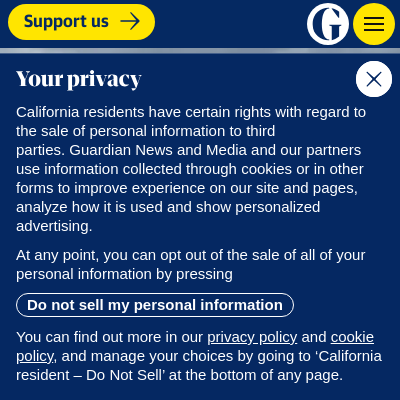 Support us
G
Your privacy
California residents have certain rights with regard to
the sale of personal information to third
parties. Guardian News and Media and our partners
use information collected through cookies or in other
forms to improve experience on our site and pages,
analyze how it is used and show personalized
advertising.
At any point, you can opt out of the sale of all of your
personal information by pressing
Do not sell my personal information
You can find out more in our privacy policy and cookie
policy, and manage your choices by going to ‘California
resident – Do Not Sell’ at the bottom of any page.